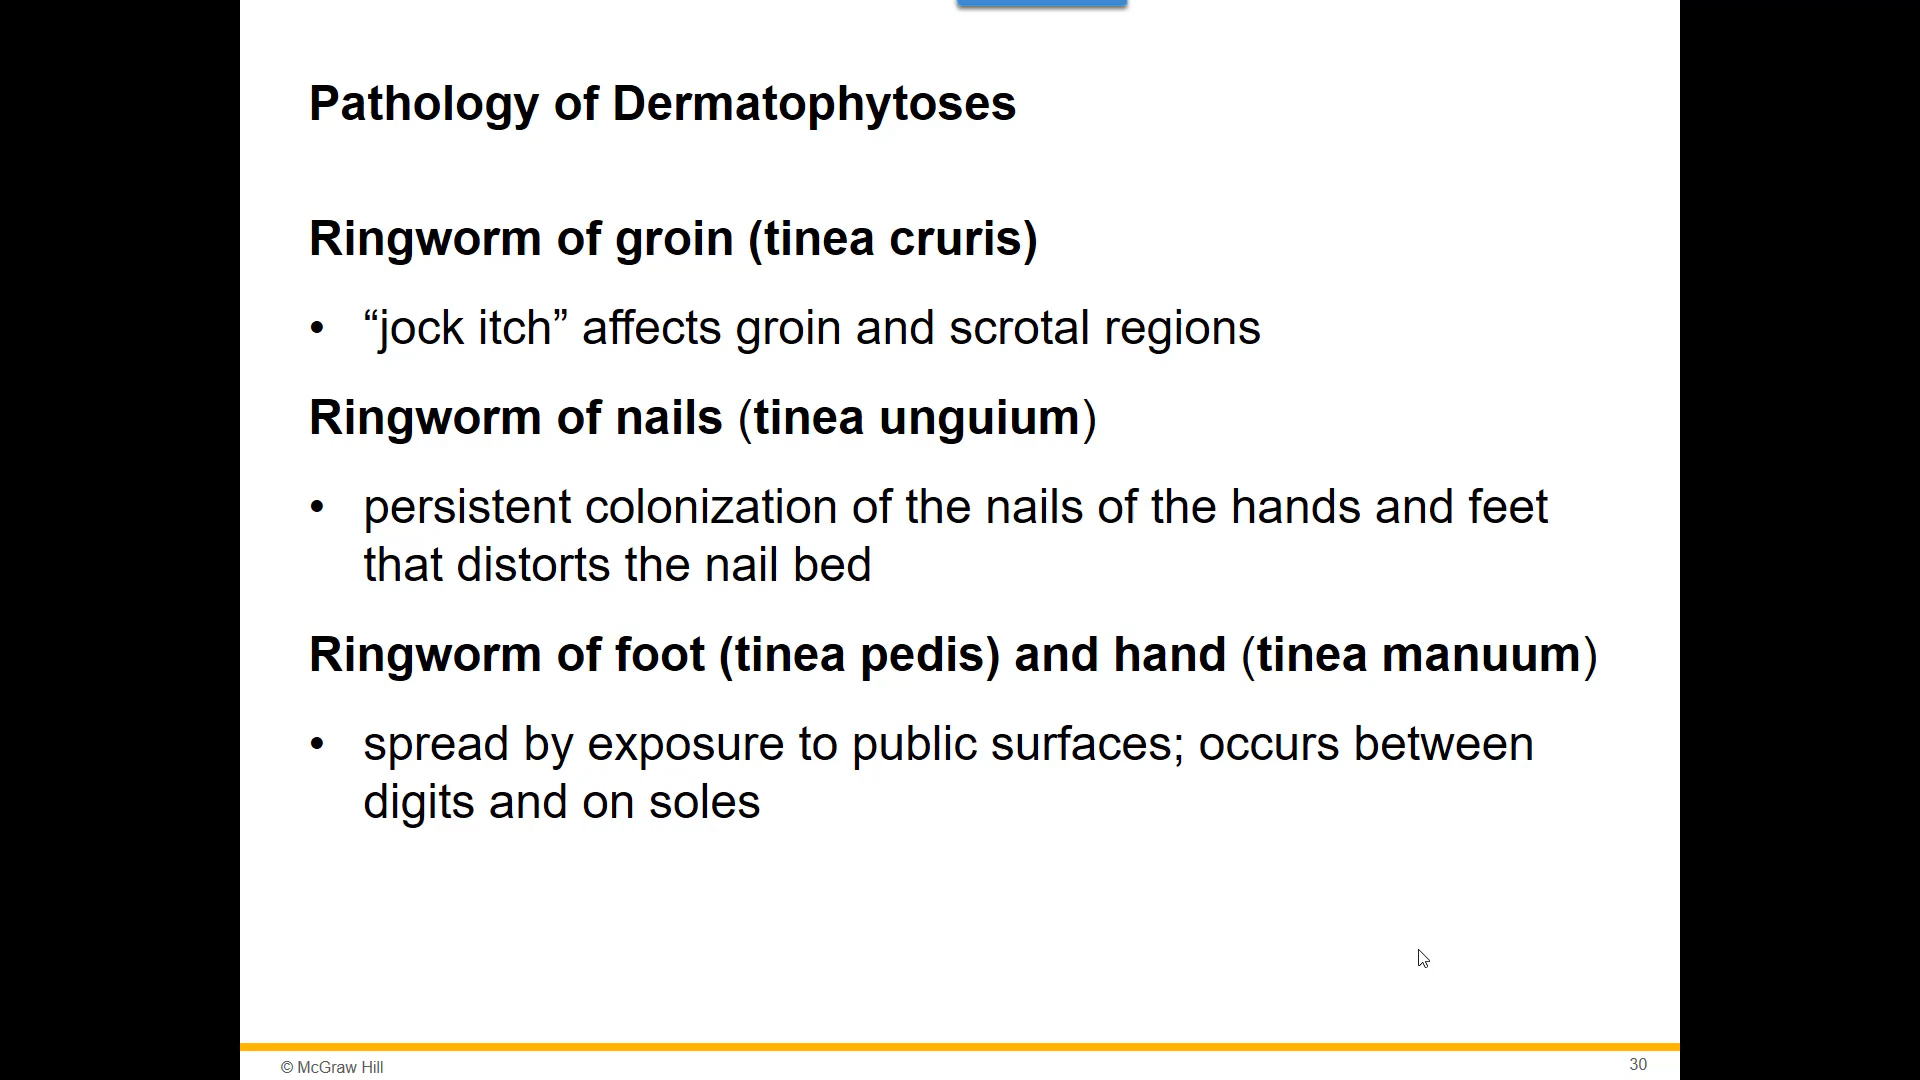 Pathology of Dermatophytoses
Ringworm of groin (tinea cruris)
• “jock itch” affects groin and scrotal regions
Ringworm of nails (tinea unguium)
• persistent colonization of the nails of the hands and feet
that distorts the nail bed
Ringworm of foot (tinea pedis) and hand (tinea manuum)
• spread by exposure to public surfaces; occurs between
digits and on soles
© McGraw Hill
30